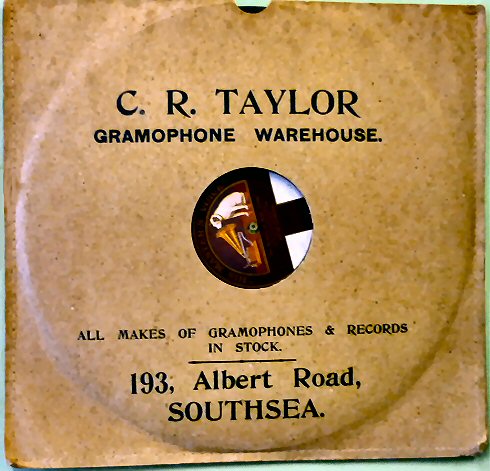 C. R. TAYLOR
GRAMOPHONE WAREHOUSE.
ALL MAKES OF GRAMOPHONES & RECORDS
IN STOCK.
193, Albert Road,
SOUTHSEA.